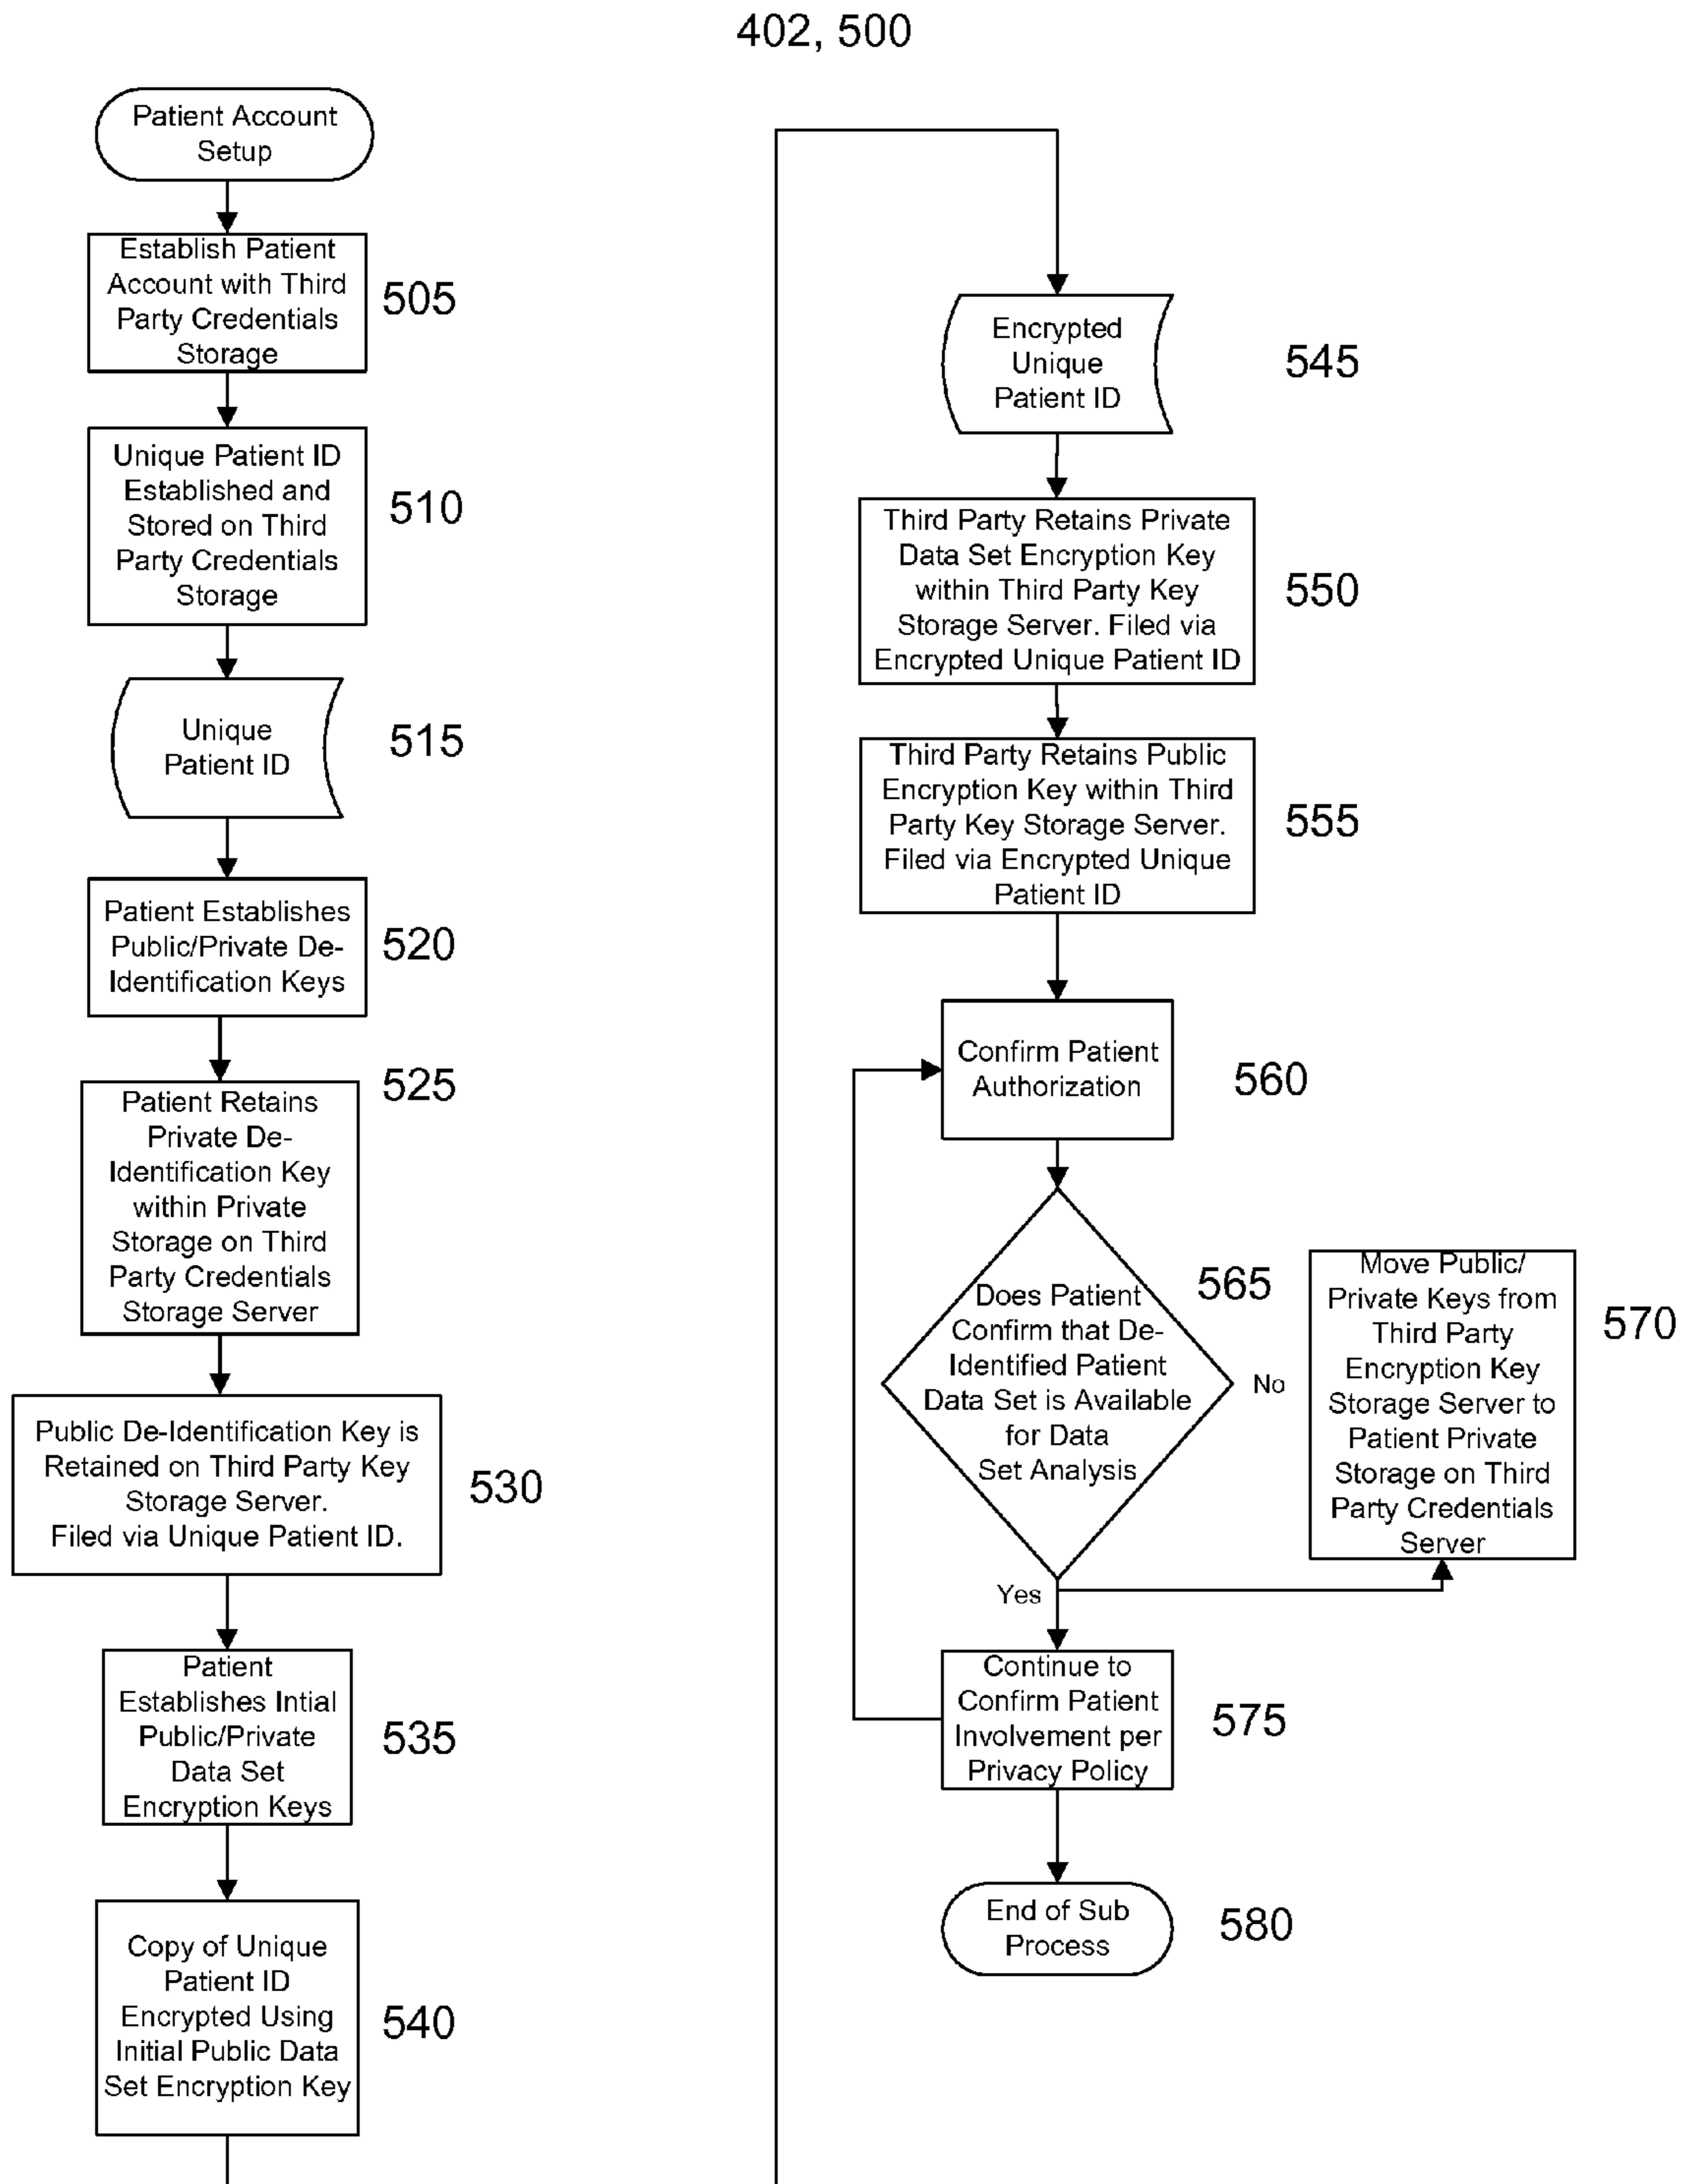 402, 500
Patient Account
Setup
Establish Patient
Account with Third
Party Credentials
Storage
505
Unique Patient ID
Established and
Stored on Third
Party Credentials
Storage
510
Unique
Patient ID
515
Patient Establishes
Public/Private De-
Identification Keys
520
Patient Retains
Private De-
Identification Key
within Private
Storage on Third
Party Credentials
Storage Server
525
Public De-Identification Key is
Retained on Third Party Key
Storage Server.
Filed via Unique Patient ID.
530
Patient
Establishes Intial
Public/Private
Data Set
Encryption Keys
535
Copy of Unique
Patient ID
Encrypted Using
Initial Public Data
Set Encryption Key
540
Encrypted
Unique
Patient ID
545
Third Party Retains Private
Data Set Encryption Key
within Third Party Key
Storage Server. Filed via
Encrypted Unique Patient ID
550
Third Party Retains Public
Encryption Key within Third
Party Key Storage Server.
Filed via Encrypted Unique
Patient ID
555
Confirm Patient
Authorization
560
Does Patient
Confirm that De-
Identified Patient
Data Set is Available
for Data
Set Analysis
565
No
Yes
Move Public/
Private Keys from
Third Party
Encryption Key
Storage Server to
Patient Private
Storage on Third
Party Credentials
Server
570
Continue to
Confirm Patient
Involvement per
Privacy Policy
575
End of Sub
Process
580